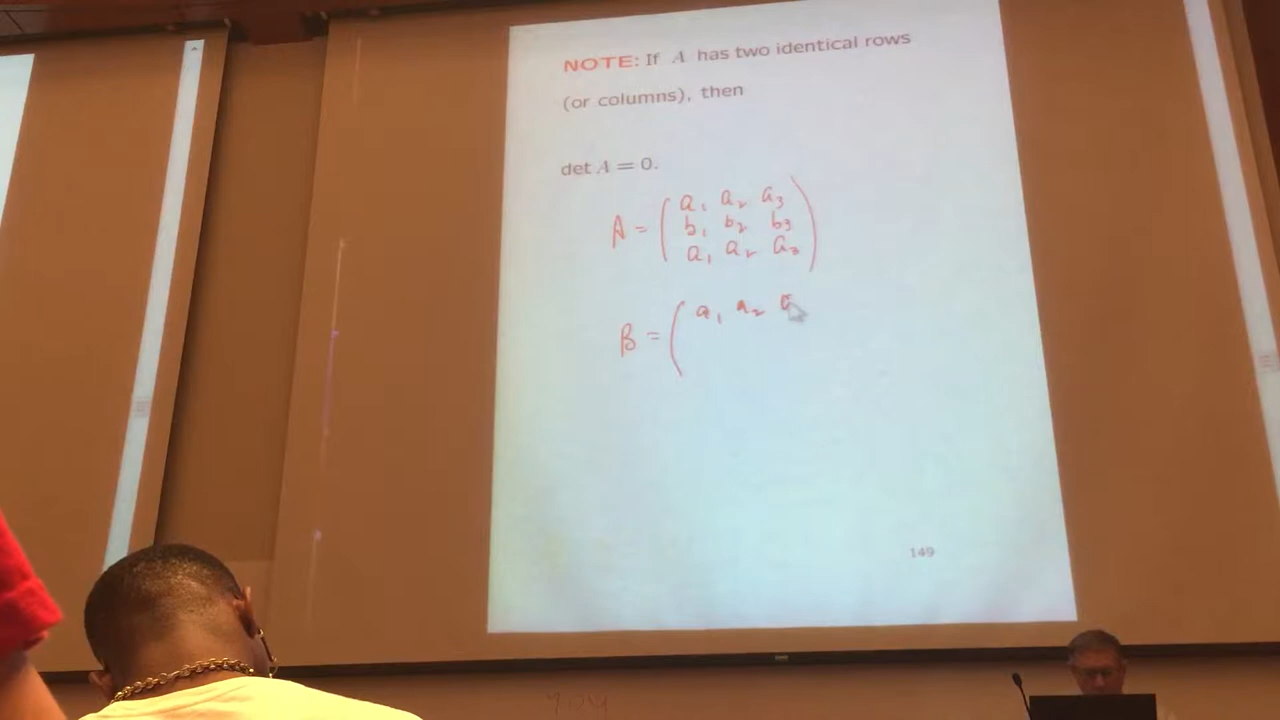 NOTE: If A has two identical rows
(or columns), then
det A = 0.
A = ( a₁ a₂ a₃
b₁ b₂ b₃
a₁ a₂ a₃ )
B = ( a₁ a₂ a
149